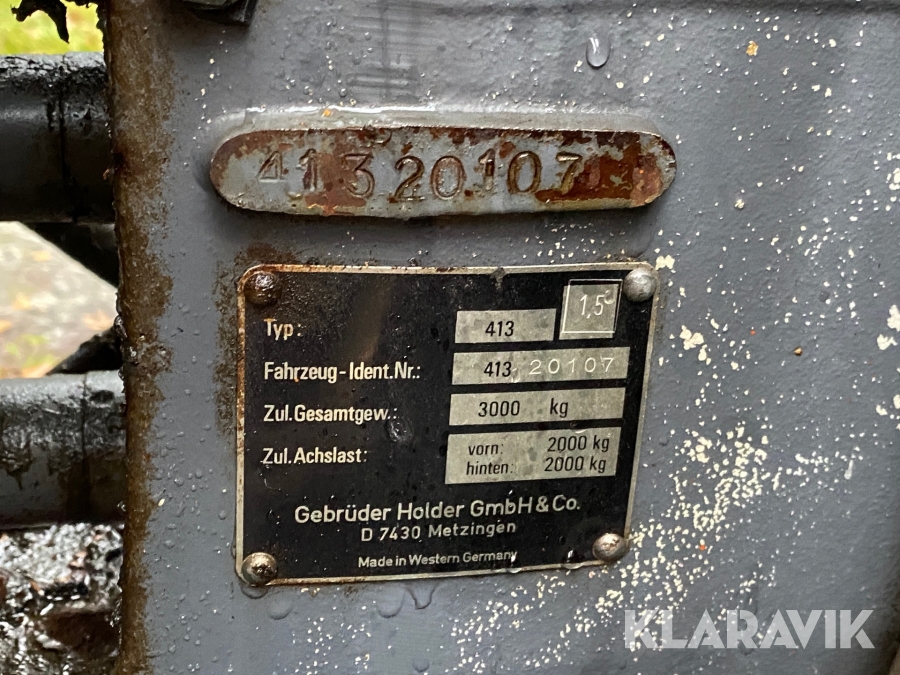 41320107
1,5
Typ: 413
Fahrzeug-Ident.Nr.: 413 20107
Zul.Gesamtgew.: 3000 kg
Zul.Achslast: vorn: 2000 kg
hinten: 2000 kg
Gebrüder Holder GmbH & Co.
D 7430 Metzingen
Made in Western Germany
KLARAVIK